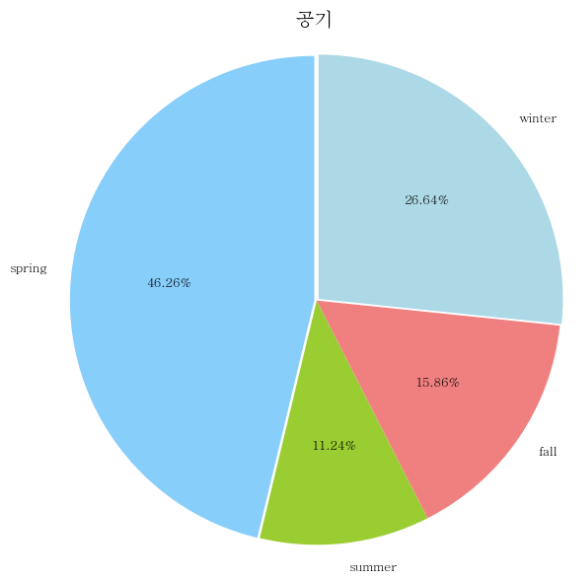 공기
winter
26.64%
spring
46.26%
15.86%
11.24%
fall
summer